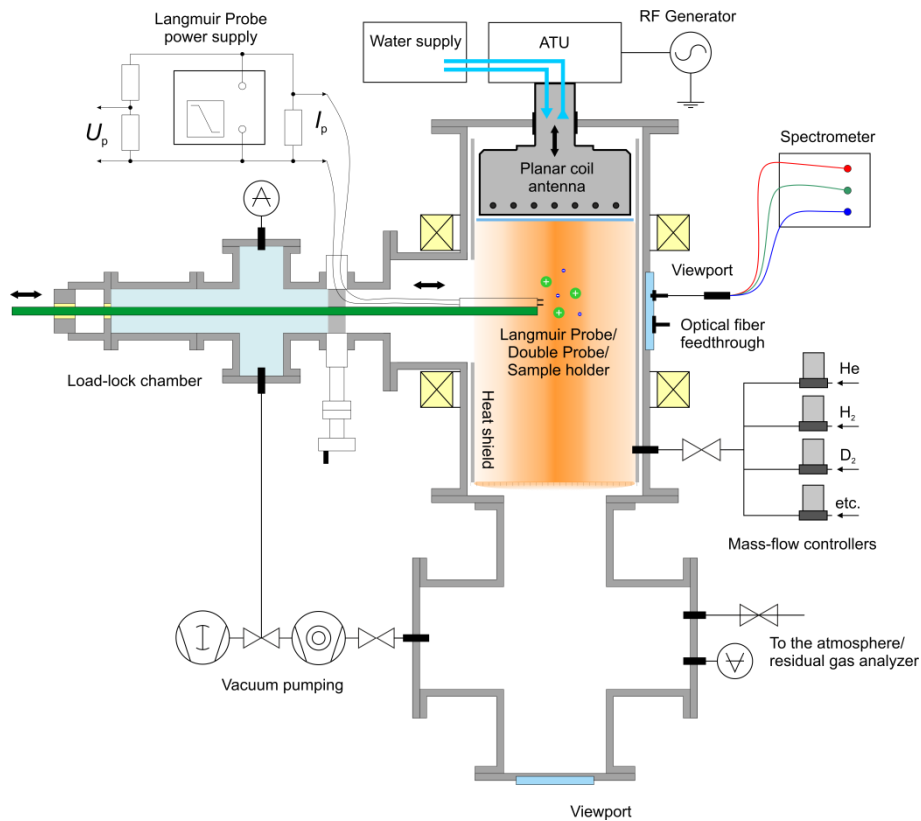 Langmuir Probe
power supply
RF Generator
Water supply
ATU
U
p
I
p
Spectrometer
Planar coil
antenna
A
Viewport
Optical fiber
feedthrough
Langmuir Probe/
Double Probe/
Sample holder
Load-lock chamber
Heat shield
He
H2
D2
etc.
Mass-flow controllers
To the atmosphere/
residual gas analyzer
Vacuum pumping
Viewport